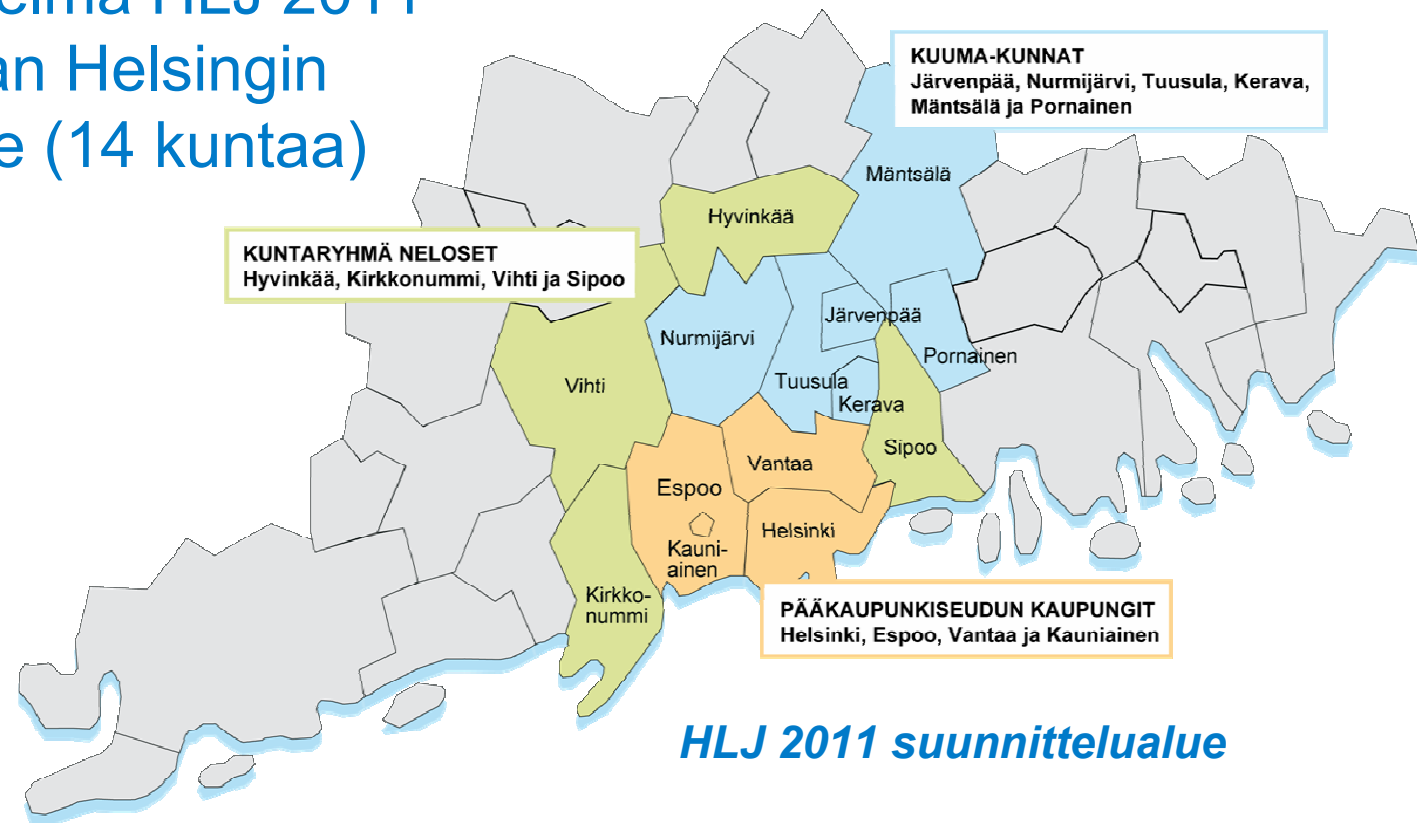 HLJ 2011
Helsingin
(14 kuntaa)
KUUMA-KUNNAT
Järvenpää, Nurmijärvi, Tuusula, Kerava,
Mäntsälä ja Pornainen
Mäntsälä
Hyvinkää
KUNTARYHMÄ NELOSET
Hyvinkää, Kirkkonummi, Vihti ja Sipoo
Järvenpää
Nurmijärvi
Pornainen
Vihti
Tuusula
Kerava
Sipoo
Vantaa
Espoo
Helsinki
Kauni-
ainen
Kirkko-
nummi
PÄÄKAUPUNKISEUDUN KAUPUNGIT
Helsinki, Espoo, Vantaa ja Kauniainen
HLJ 2011 suunnittelualue